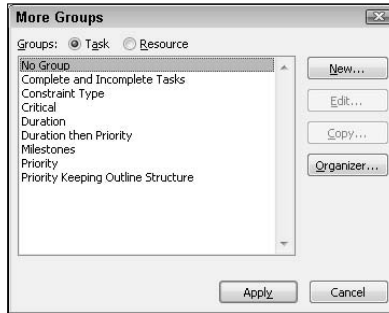 More Groups
Groups: Task Resource
No Group
Complete and Incomplete Tasks
Constraint Type
Critical
Duration
Duration then Priority
Milestones
Priority
Priority Keeping Outline Structure
New...
Edit...
Copy...
Organizer...
Apply Cancel